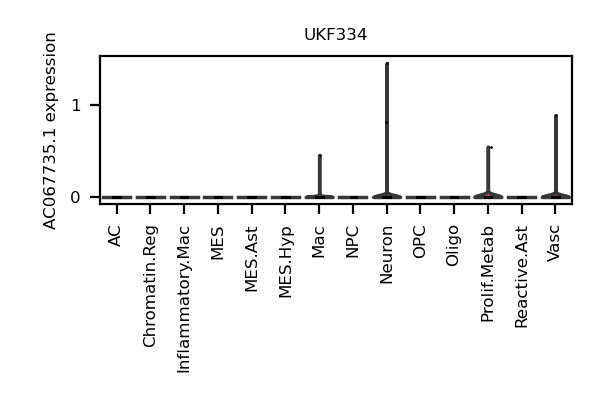 UKF334
AC067735.1 expression
1
0
AC
Chromatin.Reg
Inflammatory.Mac
MES
MES.Ast
MES.Hyp
Mac
NPC
Neuron
OPC
Oligo
Prolif.Metab
Reactive.Ast
Vasc